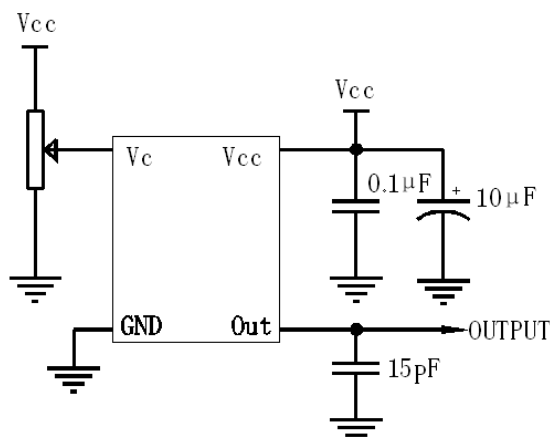 Vcc
Vcc
Vc
Vcc
0.1μF
+
10μF
GND
Out
OUTPUT
15pF